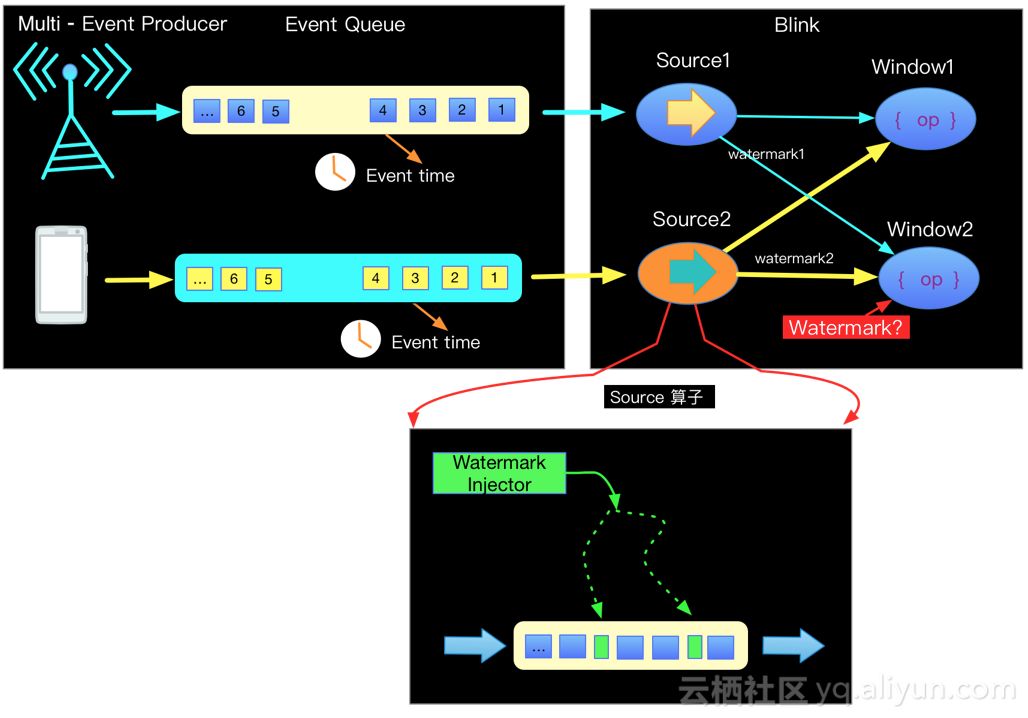 Multi - Event Producer
Event Queue
... 6 5 4 3 2 1
Event time
... 6 5 4 3 2 1
Event time
Blink
Source1
Window1
{ op }
watermark1
Source2
Window2
watermark2
{ op }
Watermark?
Source 算子
Watermark
Injector
...
云栖社区 yq.aliyun.com